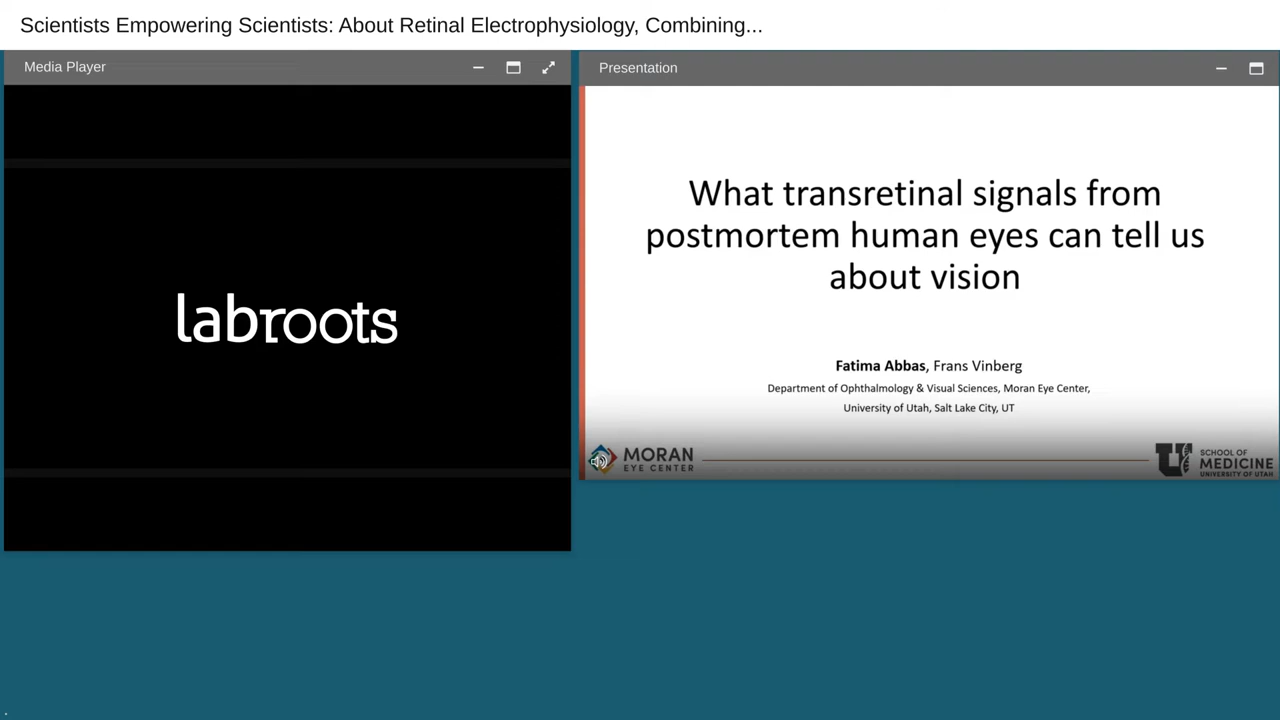 Scientists Empowering Scientists: About Retinal Electrophysiology, Combining...
Media Player
labroots
Presentation
What transretinal signals from
postmortem human eyes can tell us
about vision
Fatima Abbas, Frans Vinberg
Department of Ophthalmology & Visual Sciences, Moran Eye Center,
University of Utah, Salt Lake City, UT
MORAN
EYE CENTER
U
SCHOOL OF
MEDICINE
UNIVERSITY OF UTAH